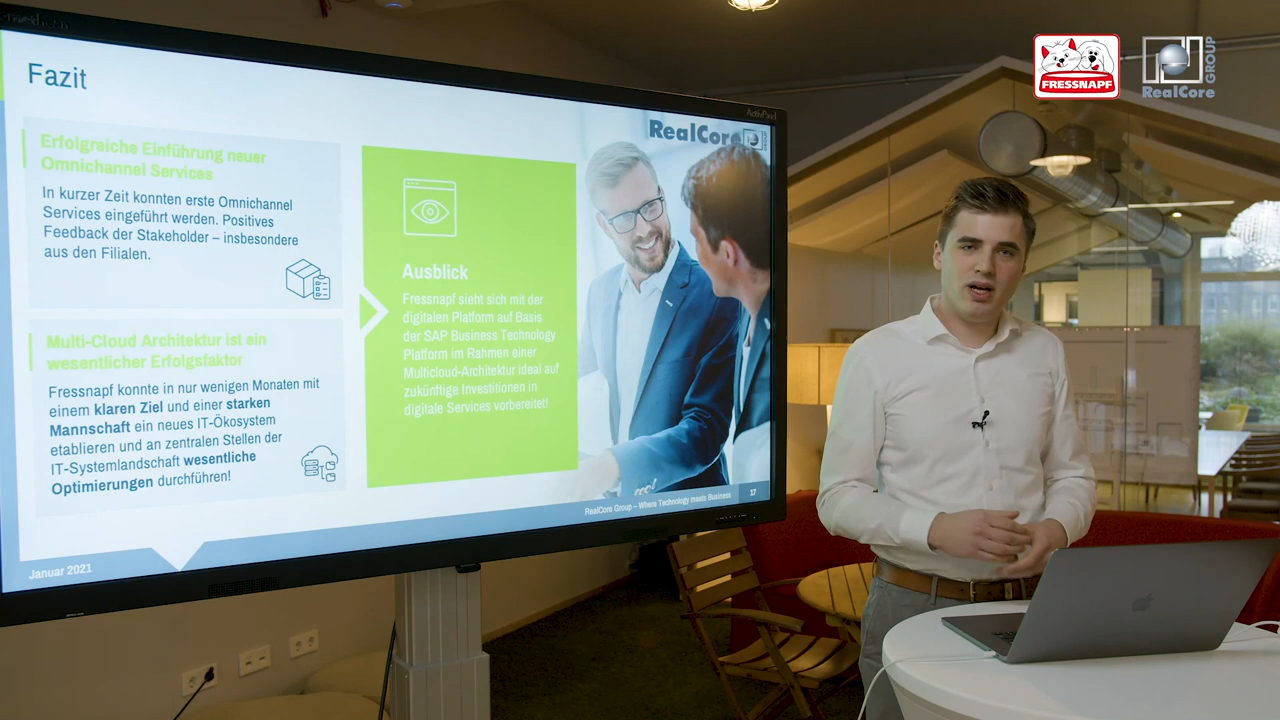 Fazit
RealCore
GROUP
Erfolgreiche Einführung neuer
Omnichannel Services
In kurzer Zeit konnten erste Omnichannel
Services eingeführt werden. Positives
Feedback der Stakeholder – insbesondere
aus den Filialen.
Multi-Cloud Architektur ist ein
wesentlicher Erfolgsfaktor
Fressnapf konnte in nur wenigen Monaten mit
einem klaren Ziel und einer starken
Mannschaft ein neues IT-Ökosystem
etablieren und an zentralen Stellen der
IT-Systemlandschaft wesentliche
Optimierungen durchführen!
Ausblick
Fressnapf sieht sich mit der
digitalen Platform auf Basis
der SAP Business Technology
Platform im Rahmen einer
Multicloud-Architektur ideal auf
zukünftige Investitionen in
digitale Services vorbereitet!
Januar 2021
RealCore Group – Where Technology meets Business
17
ActivPanel
FRESSNAPF
RealCore
GROUP